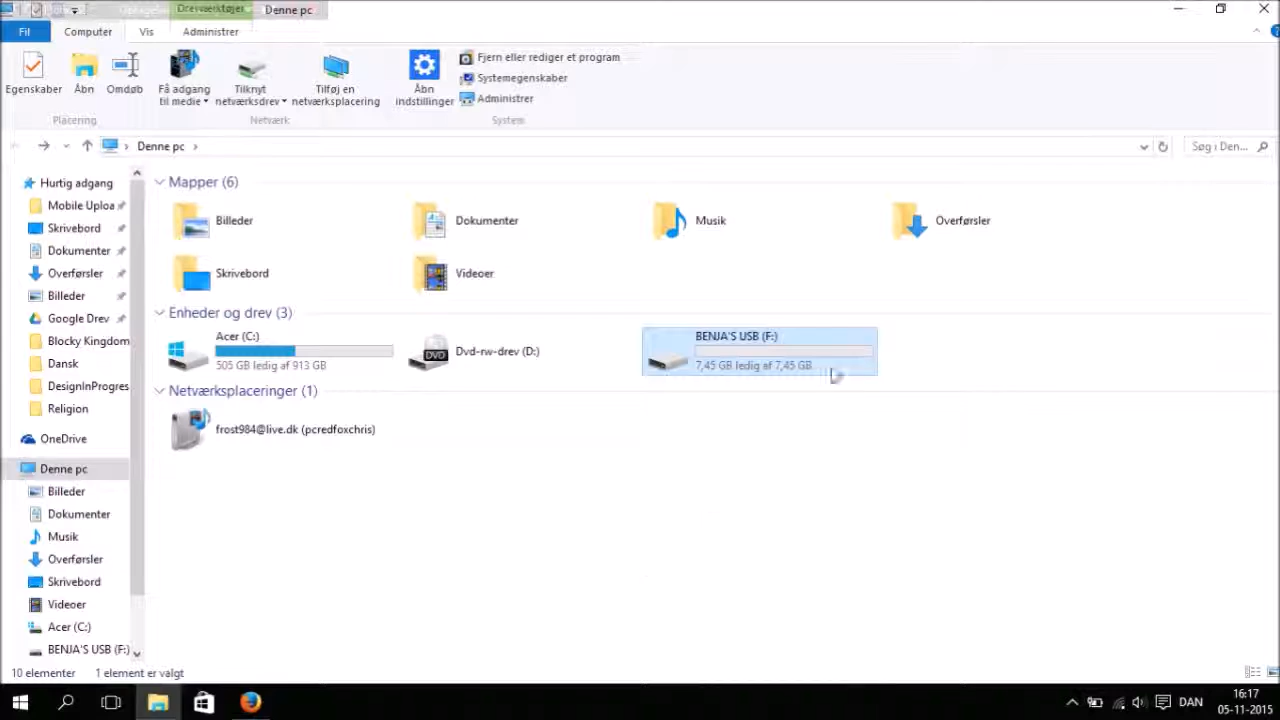 Drevværktøjer
Denne pc
Fil
Computer
Vis
Administrer
Egenskaber
Åbn
Omdøb
Få adgang
til medie
Tilknyt
netværksdrev
Tilføj en
netværksplacering
Åbn
indstillinger
Fjern eller rediger et program
Systemegenskaber
Administrer
Placering
Netværk
System
Denne pc
Søg i Den...
Hurtig adgang
Mobile Uploa
Skrivebord
Dokumenter
Overførsler
Billeder
Google Drev
Blocky Kingdom
Dansk
DesignInProgres
Religion
OneDrive
Denne pc
Billeder
Dokumenter
Musik
Overførsler
Skrivebord
Videoer
Acer (C:)
BENJA'S USB (F:)
Mapper (6)
Billeder
Dokumenter
Musik
Overførsler
Skrivebord
Videoer
Enheder og drev (3)
Acer (C:)
505 GB ledig af 913 GB
DVD
Dvd-rw-drev (D:)
BENJA'S USB (F:)
7,45 GB ledig af 7,45 GB
Netværksplaceringer (1)
frost984@live.dk (pcredfoxchris)
10 elementer
1 element er valgt
DAN
16:17
05-11-2015